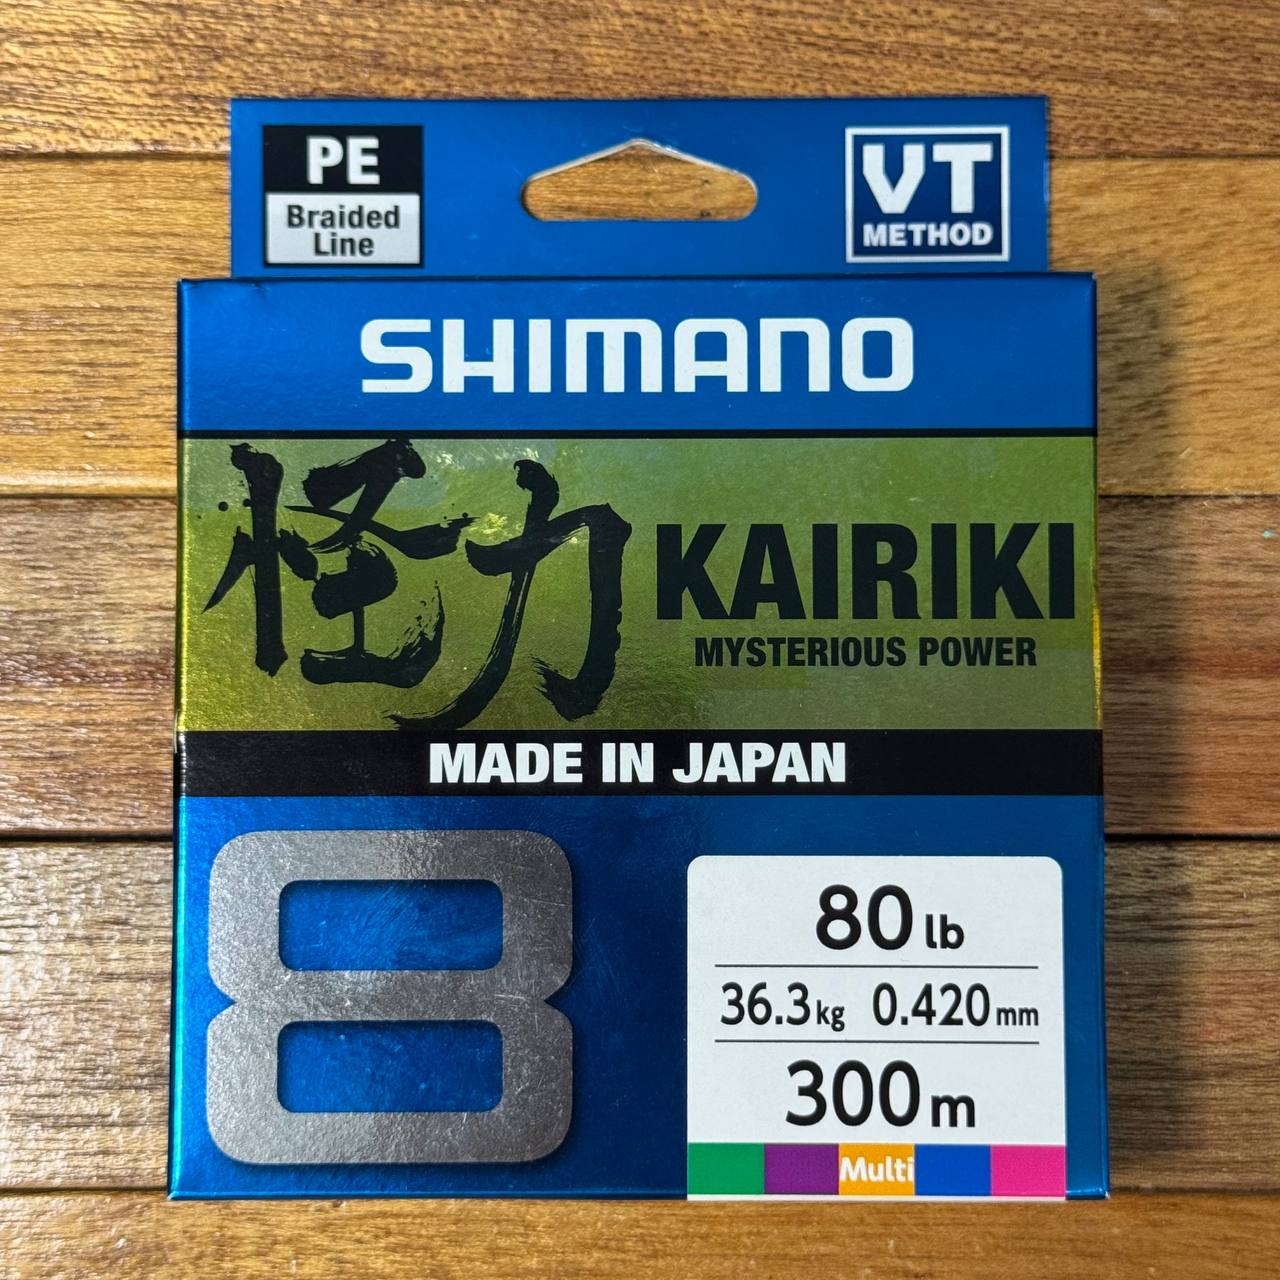 PE
Braided
Line
VT
METHOD
SHIMANO
怪力
KAIRIKI
MYSTERIOUS POWER
MADE IN JAPAN
8
80 lb
36.3 kg 0.420 mm
300 m
Multi